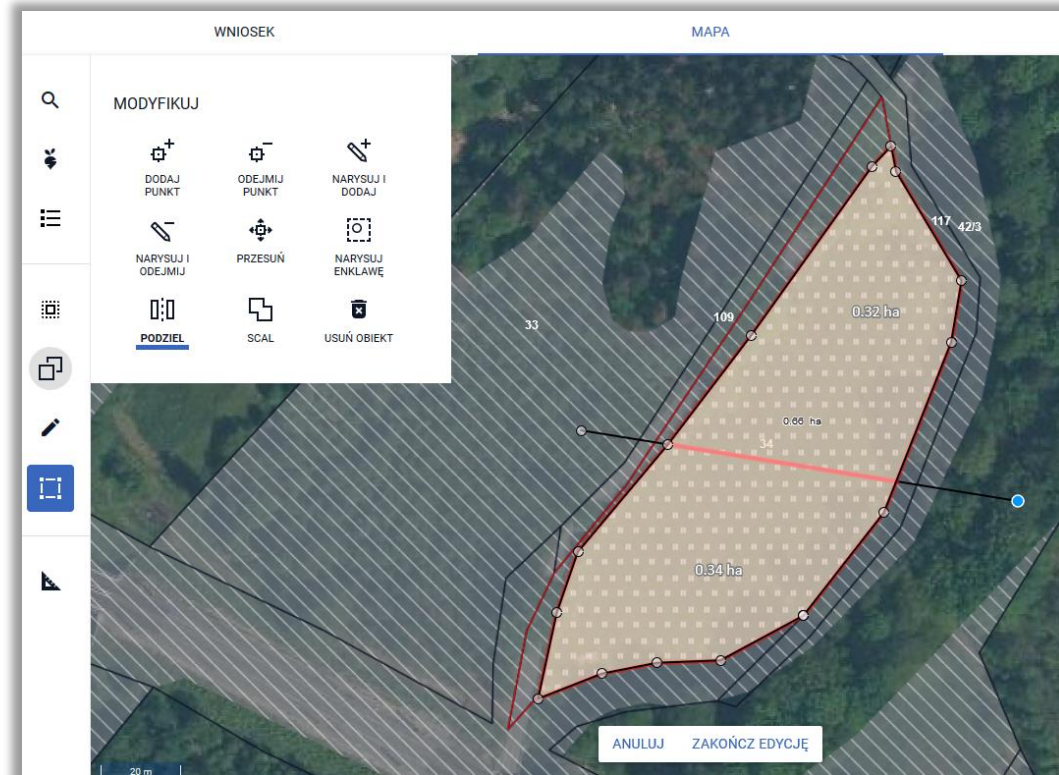 WNIOSEK
MAPA
MODYFIKUJ
DODAJ
PUNKT
ODEJMIJ
PUNKT
NARYSUJ I
DODAJ
NARYSUJ I
ODEJMIJ
PRZESUŃ
NARYSUJ
ENKLAWĘ
PODZIEL
SCAL
USUŃ OBIEKT
117
42/3
0.32 ha
109
33
0.66 ha
34
0.34 ha
ANULUJ
ZAKOŃCZ EDYCJĘ
20 m